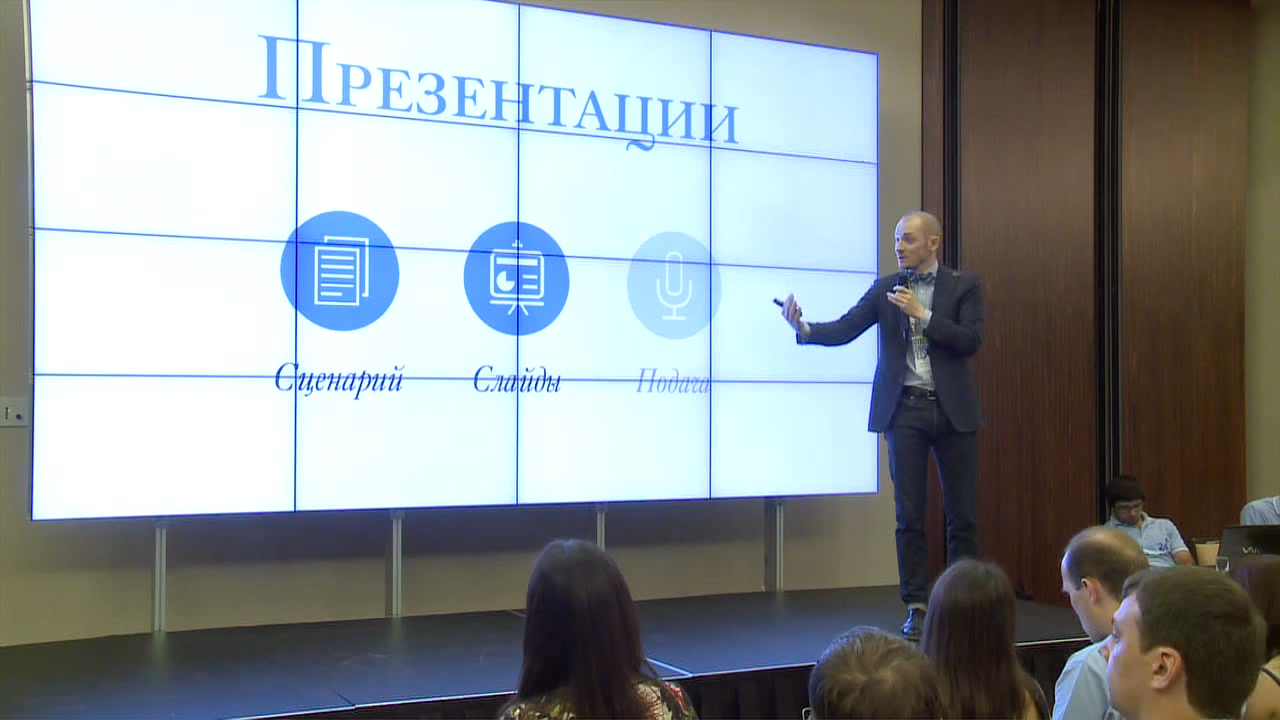 Презентации
Сценарий Слайды Подача